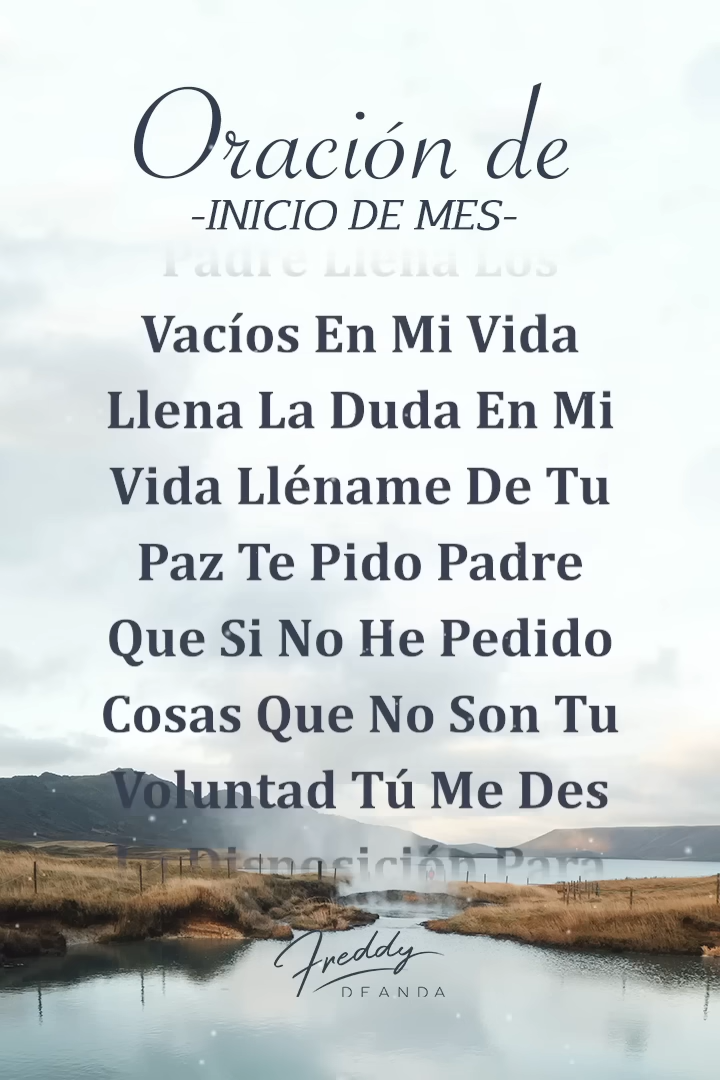 Oración de
-INICIO DE MES-
Padre Llena Los
Vacíos En Mi Vida
Llena La Duda En Mi
Vida Lléname De Tu
Paz Te Pido Padre
Que Si No He Pedido
Cosas Que No Son Tu
Voluntad Tú Me Des
La Disposición Para
Freddy
DEANDA